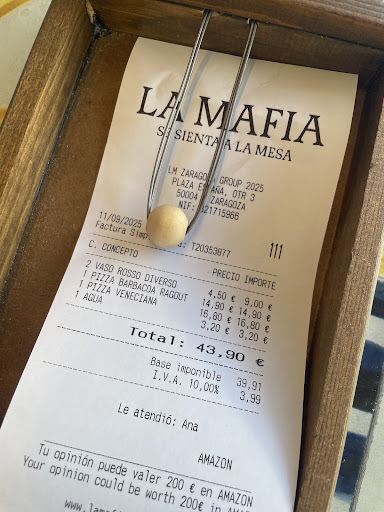 LA MAFIA
SE SIENTA A LA MESA
LM ZARAGOZA GROUP 2025
PLAZA ESPAÑA, OTR 3
50004 ZARAGOZA
NIF:
11/09/2025
Factura T20353877
111
C. CONCEPTO PRECIO IMPORTE
2 VASO ROSSO DIVERSO 4,50 € 9,00 €
1 PIZZA BARBACOA RAGOUT 14,90 € 14,90 €
1 PIZZA VENECIANA 16,80 € 16,80 €
1 AGUA 3,20 € 3,20 €
Total: 43,90 €
Base imponible 39,91
I.V.A. 10,00% 3,99
Le atendió: Ana
AMAZON
Tu opinión puede valer 200 € en AMAZON
Your opinion could be worth 200€ in